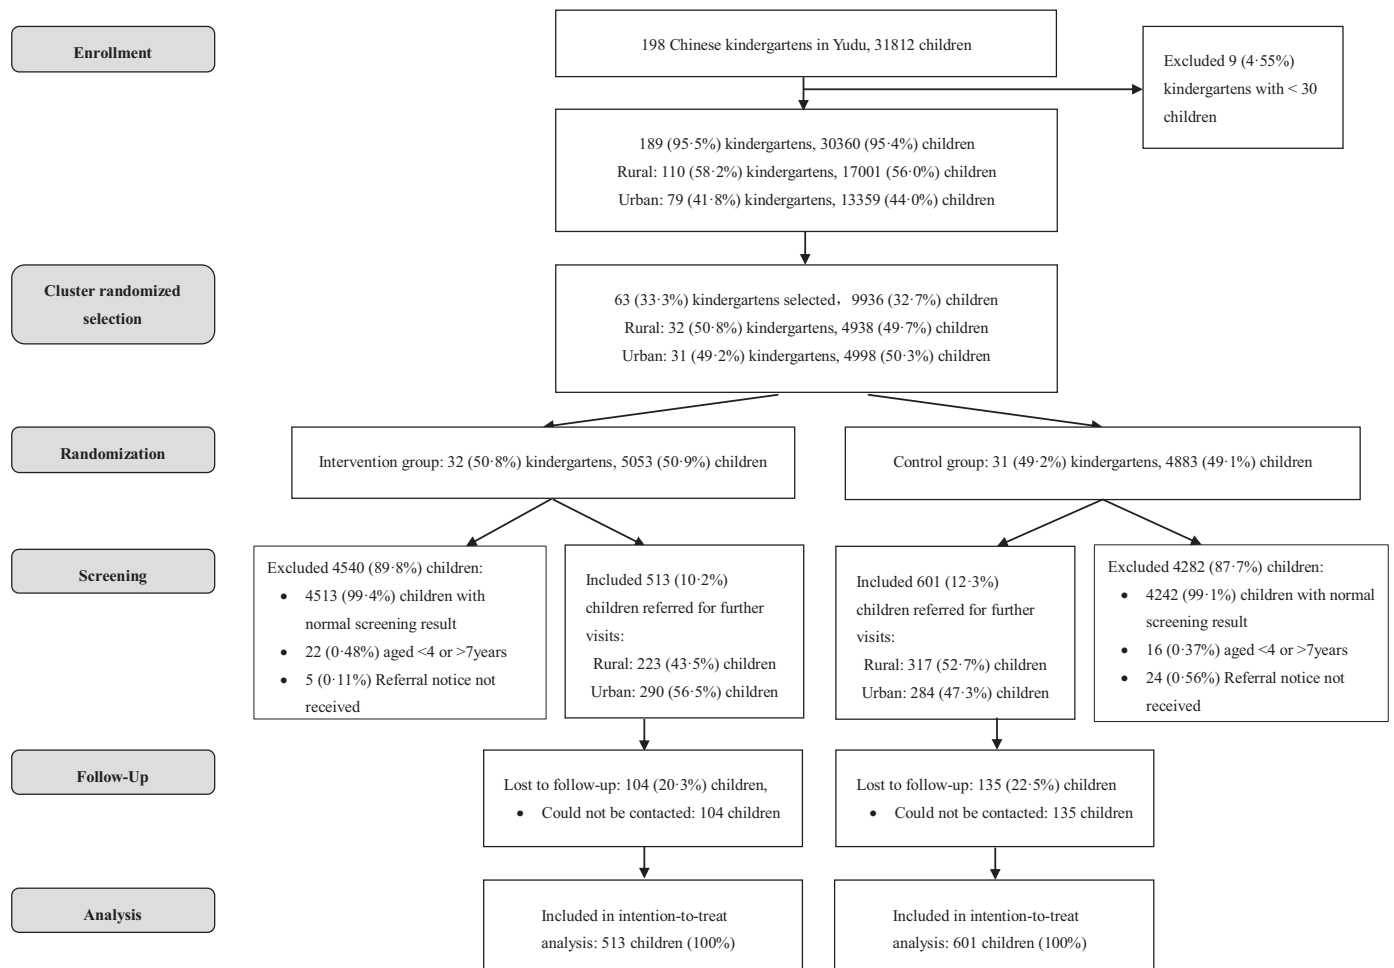 Enrollment
198 Chinese kindergartens in Yudu, 31812 children
Excluded 9 (4·55%)
kindergartens with < 30
children
189 (95·5%) kindergartens, 30360 (95·4%) children
Rural: 110 (58·2%) kindergartens, 17001 (56·0%) children
Urban: 79 (41·8%) kindergartens, 13359 (44·0%) children
Cluster randomized
selection
63 (33·3%) kindergartens selected，9936 (32·7%) children
Rural: 32 (50·8%) kindergartens, 4938 (49·7%) children
Urban: 31 (49·2%) kindergartens, 4998 (50·3%) children
Randomization
Intervention group: 32 (50·8%) kindergartens, 5053 (50·9%) children
Control group: 31 (49·2%) kindergartens, 4883 (49·1%) children
Screening
Excluded 4540 (89·8%) children:
• 4513 (99·4%) children with
normal screening result
• 22 (0·48%) aged <4 or >7years
• 5 (0·11%) Referral notice not
received
Included 513 (10·2%)
children referred for further
visits:
Rural: 223 (43·5%) children
Urban: 290 (56·5%) children
Included 601 (12·3%)
children referred for further
visits:
Rural: 317 (52·7%) children
Urban: 284 (47·3%) children
Excluded 4282 (87·7%) children:
• 4242 (99·1%) children with normal
screening result
• 16 (0·37%) aged <4 or >7years
• 24 (0·56%) Referral notice not
received
Follow-Up
Lost to follow-up: 104 (20·3%) children,
• Could not be contacted: 104 children
Lost to follow-up: 135 (22·5%) children
• Could not be contacted: 135 children
Analysis
Included in intention-to-treat
analysis: 513 children (100%)
Included in intention-to-treat
analysis: 601 children (100%)